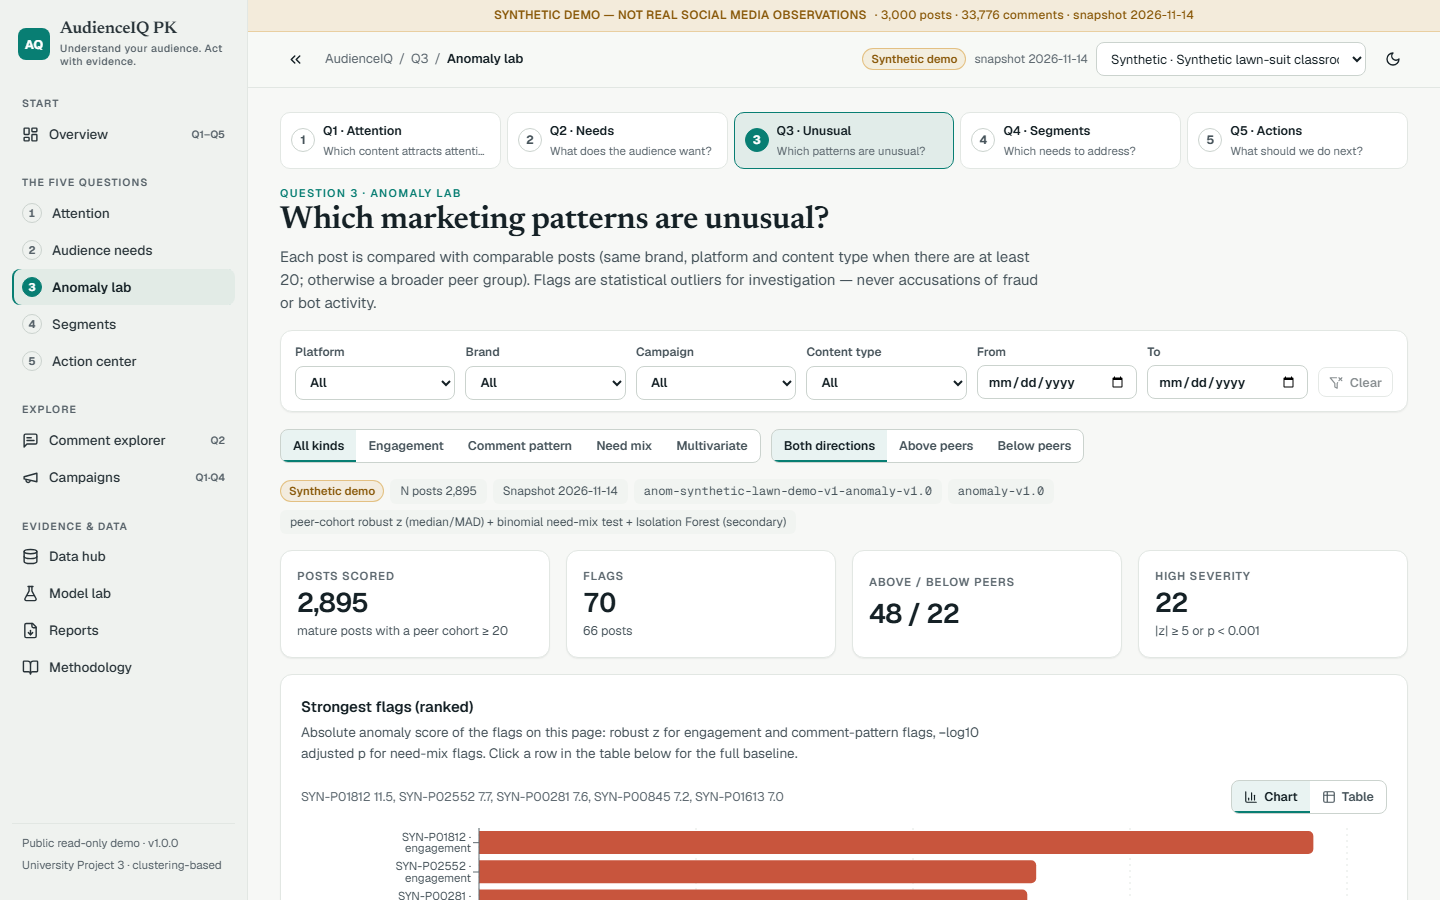 SYNTHETIC DEMO — NOT REAL SOCIAL MEDIA OBSERVATIONS · 3,000 posts · 33,776 comments · snapshot 2026-11-14
AQ
AudienceIQ PK
Understand your audience. Act
with evidence.
START
Overview Q1–Q5
THE FIVE QUESTIONS
1 Attention
2 Audience needs
3 Anomaly lab
4 Segments
5 Action center
EXPLORE
Comment explorer Q2
Campaigns Q1-Q4
EVIDENCE & DATA
Data hub
Model lab
Reports
Methodology
Public read-only demo · v1.0.0
University Project 3 · clustering-based
AudienceIQ / Q3 / Anomaly lab
Synthetic demo
snapshot 2026-11-14
Synthetic · Synthetic lawn-suit classroo
1 Q1 · Attention
Which content attracts attenti...
2 Q2 · Needs
What does the audience want?
3 Q3 · Unusual
Which patterns are unusual?
4 Q4 · Segments
Which needs to address?
5 Q5 · Actions
What should we do next?
QUESTION 3 · ANOMALY LAB
Which marketing patterns are unusual?
Each post is compared with comparable posts (same brand, platform and content type when there are at least
20; otherwise a broader peer group). Flags are statistical outliers for investigation — never accusations of fraud
or bot activity.
Platform Brand Campaign Content type From To
All All All All mm/dd/yyyy mm/dd/yyyy Clear
All kinds Engagement Comment pattern Need mix Multivariate Both directions Above peers Below peers
Synthetic demo N posts 2,895 Snapshot 2026-11-14 anom-synthetic-lawn-demo-v1-anomaly-v1.0 anomaly-v1.0
peer-cohort robust z (median/MAD) + binomial need-mix test + Isolation Forest (secondary)
POSTS SCORED
2,895
mature posts with a peer cohort ≥ 20
FLAGS
70
66 posts
ABOVE / BELOW PEERS
48 / 22
HIGH SEVERITY
22
|z| ≥ 5 or p < 0.001
Strongest flags (ranked)
Absolute anomaly score of the flags on this page: robust z for engagement and comment-pattern flags, −log10
adjusted p for need-mix flags. Click a row in the table below for the full baseline.
SYN-P01812 11.5, SYN-P02552 7.7, SYN-P00281 7.6, SYN-P00845 7.2, SYN-P01613 7.0
Chart Table
SYN-P01812 ·
engagement
SYN-P02552 ·
engagement
SYN-P00281 ·